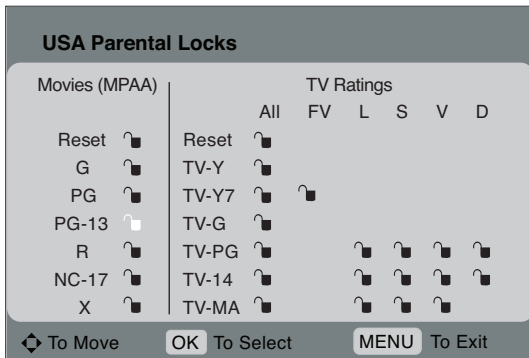 USA Parental Locks
Movies (MPAA) TV Ratings
All FV L S V D
Reset Reset
G TV-Y
PG TV-Y7
PG-13 TV-G
R TV-PG
NC-17 TV-14
X TV-MA
To Move OK To Select MENU To Exit